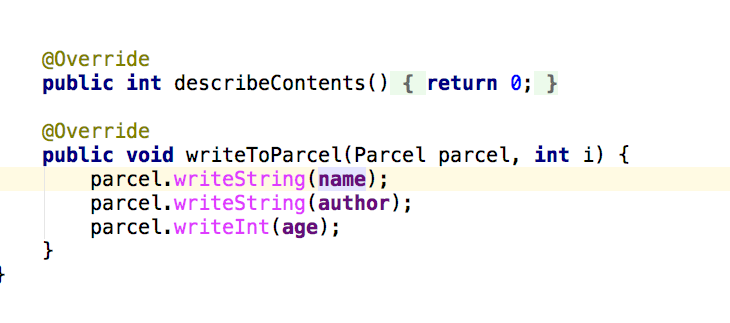 @Override
public int describeContents() { return 0; }
@Override
public void writeToParcel(Parcel parcel, int i) {
parcel.writeString(name);
parcel.writeString(author);
parcel.writeInt(age);
}
}